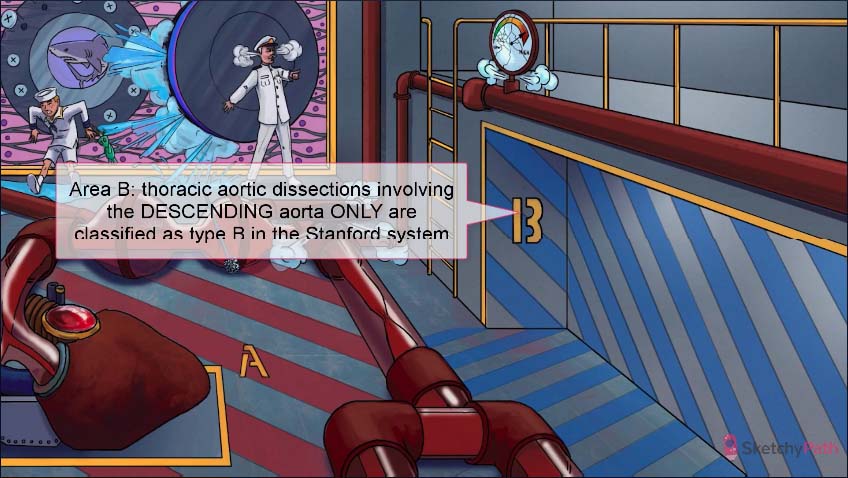 Area B: thoracic aortic dissections involving
the DESCENDING aorta ONLY are
classified as type B in the Stanford system
B
A
SketchyPath